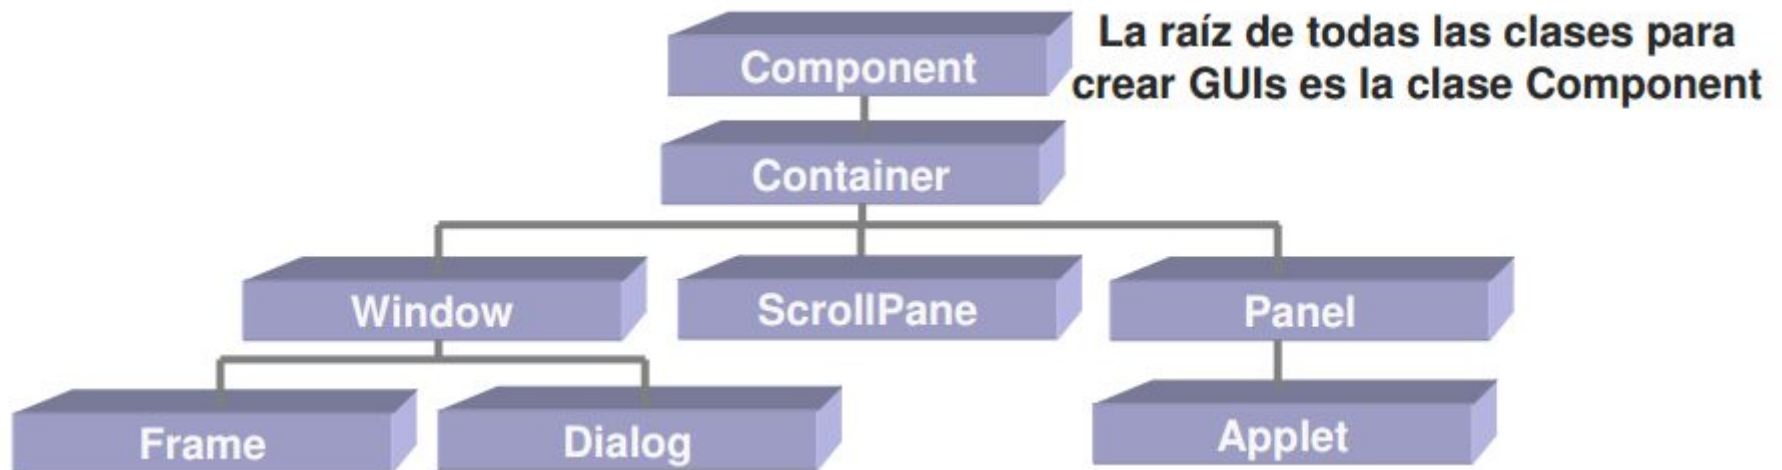 La raíz de todas las clases para
crear GUIs es la clase Component
Component
Container
Window
ScrollPane
Panel
Frame
Dialog
Applet